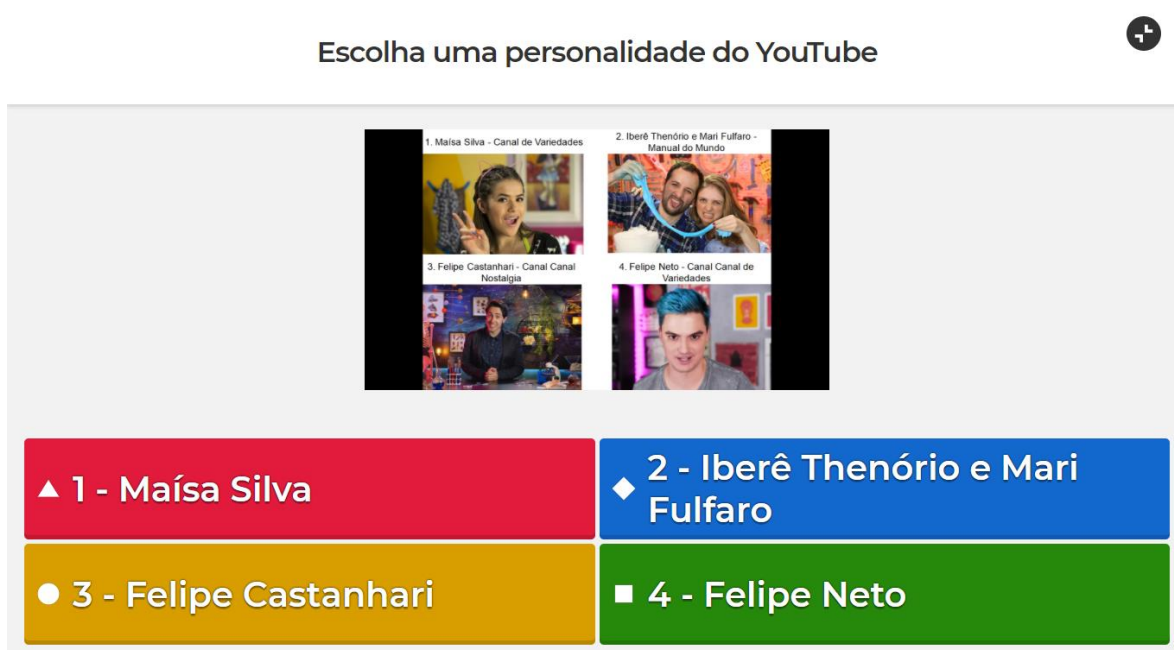 Escolha uma personalidade do YouTube
1. Maísa Silva - Canal de Variedades
2. Iberê Thenório e Mari Fulfaro -
Manual do Mundo
3. Felipe Castanhari - Canal Canal
Nostalgia
4. Felipe Neto - Canal Canal de
Variedades
1 - Maísa Silva
2 - Iberê Thenório e Mari
Fulfaro
3 - Felipe Castanhari
4 - Felipe Neto